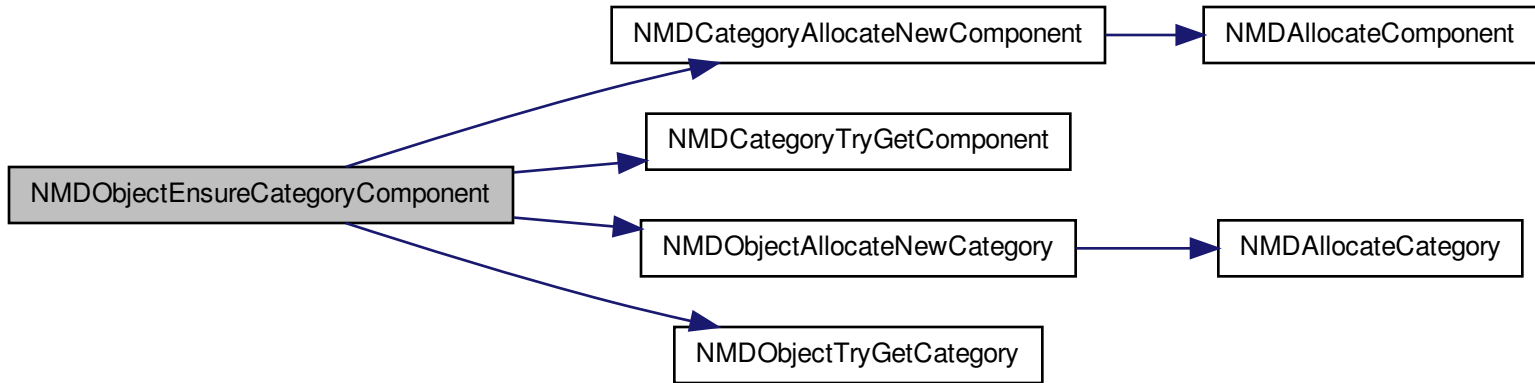 NMDCategoryAllocateNewComponent
NMDAllocateComponent
NMDCategoryTryGetComponent
NMDObjectEnsureCategoryComponent
NMDObjectAllocateNewCategory
NMDAllocateCategory
NMDObjectTryGetCategory